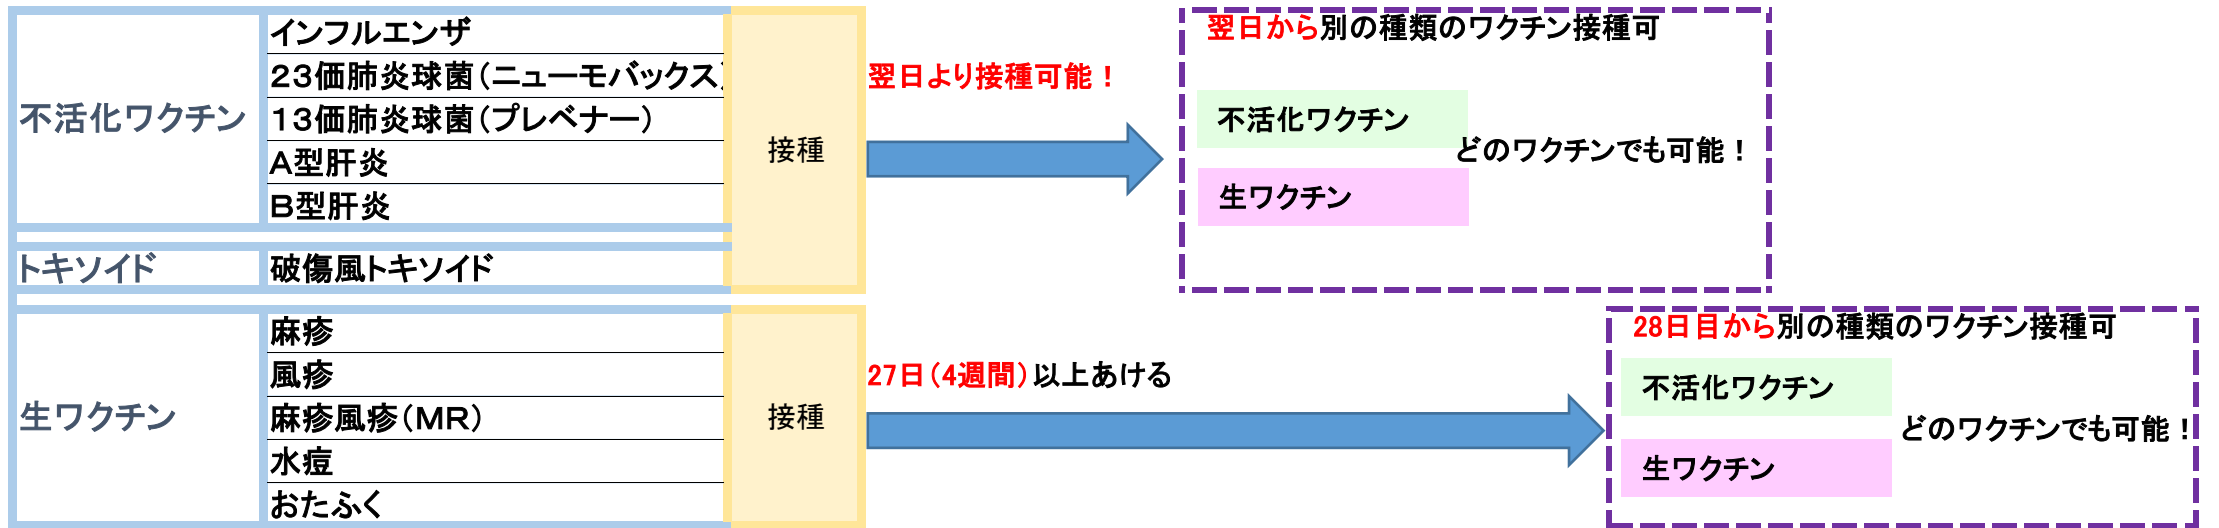 不活化ワクチン
インフルエンザ
23価肺炎球菌（ニューモバックス）
13価肺炎球菌（プレベナー）
A型肝炎
B型肝炎
トキソイド
破傷風トキソイド
接種
翌日より接種可能！
翌日から別の種類のワクチン接種可
不活化ワクチン
どのワクチンでも可能！
生ワクチン
生ワクチン
麻疹
風疹
麻疹風疹（MR）
水痘
おたふく
接種
27日（4週間）以上あける
28日目から別の種類のワクチン接種可
不活化ワクチン
どのワクチンでも可能！
生ワクチン